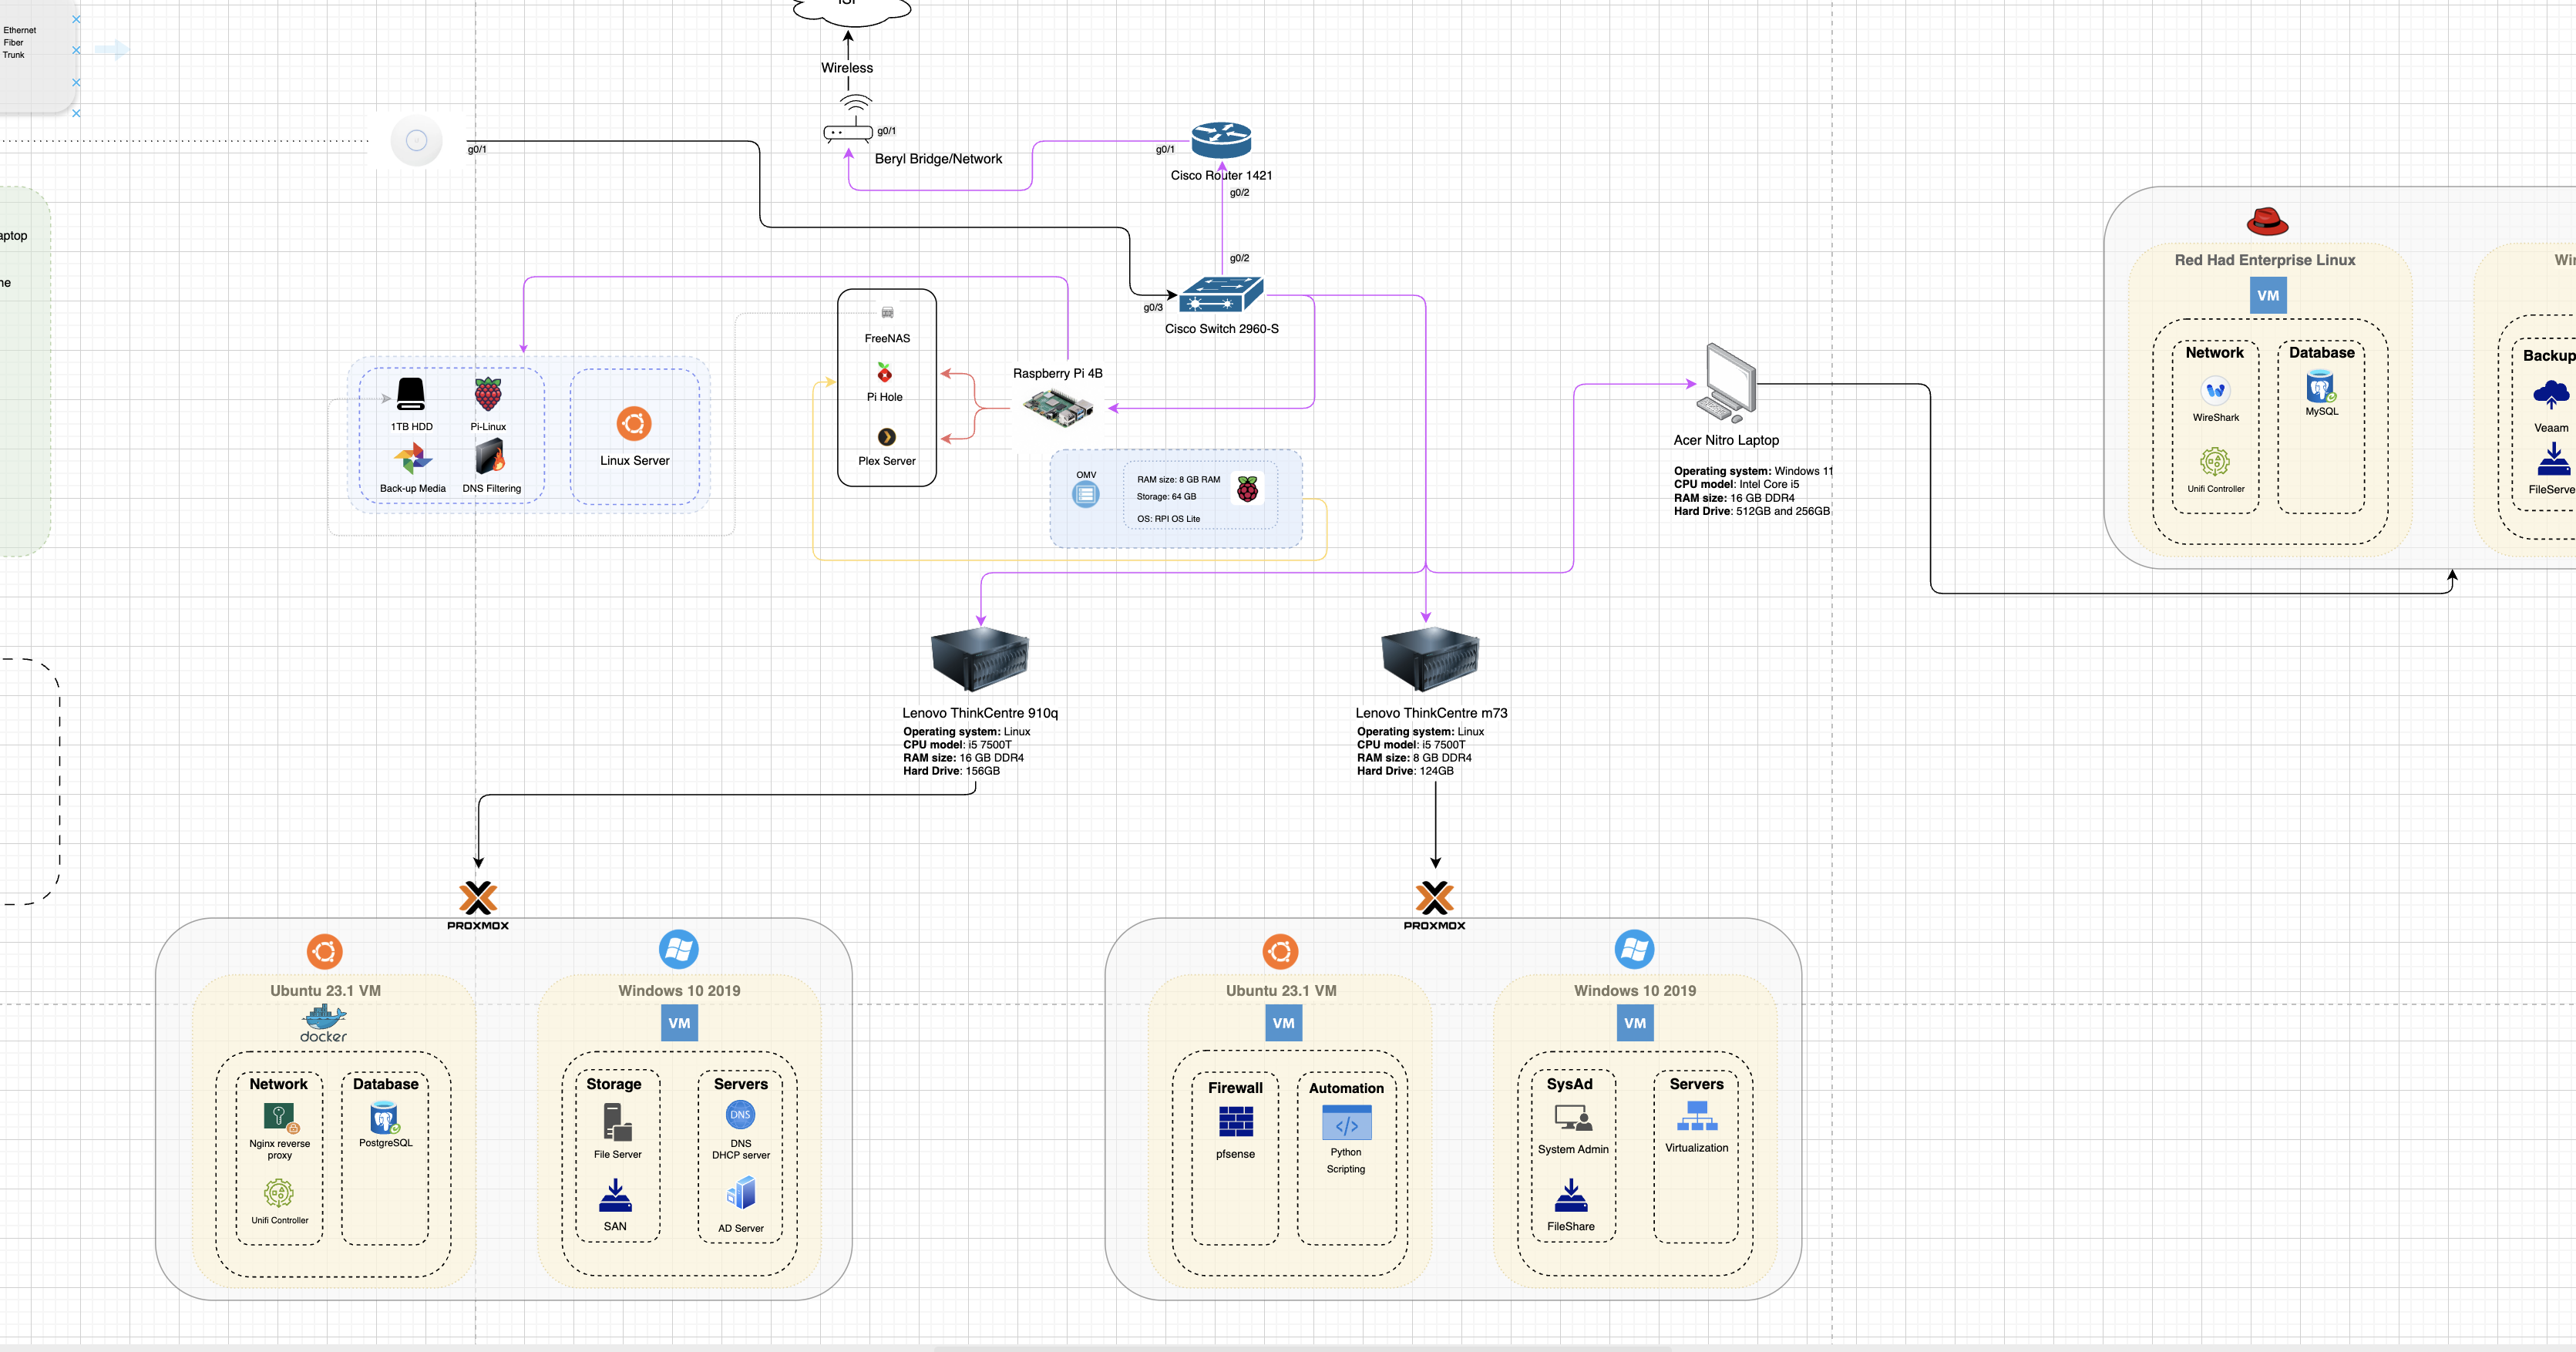 Ethernet
Fiber
Trunk
ISP
Wireless
g0/1
Beryl Bridge/Network
g0/1
g0/1
Cisco Router 1421
g0/2
g0/2
g0/3
Cisco Switch 2960-S
FreeNAS
Pi Hole
Plex Server
Raspberry Pi 4B
1TB HDD
Pi-Linux
Back-up Media
DNS Filtering
Linux Server
OMV
RAM size: 8 GB RAM
Storage: 64 GB
OS: RPI OS Lite
Acer Nitro Laptop
Operating system: Windows 11
CPU model: Intel Core i5
RAM size: 16 GB DDR4
Hard Drive: 512GB and 256GB
Red Had Enterprise Linux
VM
Network
WireShark
Unifi Controller
Database
MySQL
Backup
Veaam
FileServe
Lenovo ThinkCentre 910q
Operating system: Linux
CPU model: i5 7500T
RAM size: 16 GB DDR4
Hard Drive: 156GB
Lenovo ThinkCentre m73
Operating system: Linux
CPU model: i5 7500T
RAM size: 8 GB DDR4
Hard Drive: 124GB
PROXMOX
Ubuntu 23.1 VM
docker
Network
Nginx reverse
proxy
Unifi Controller
Database
PostgreSQL
Windows 10 2019
VM
Storage
File Server
SAN
Servers
DNS
DNS
DHCP server
AD Server
PROXMOX
Ubuntu 23.1 VM
VM
Firewall
pfsense
Automation
</>
Python
Scripting
Windows 10 2019
VM
SysAd
System Admin
FileShare
Servers
Virtualization